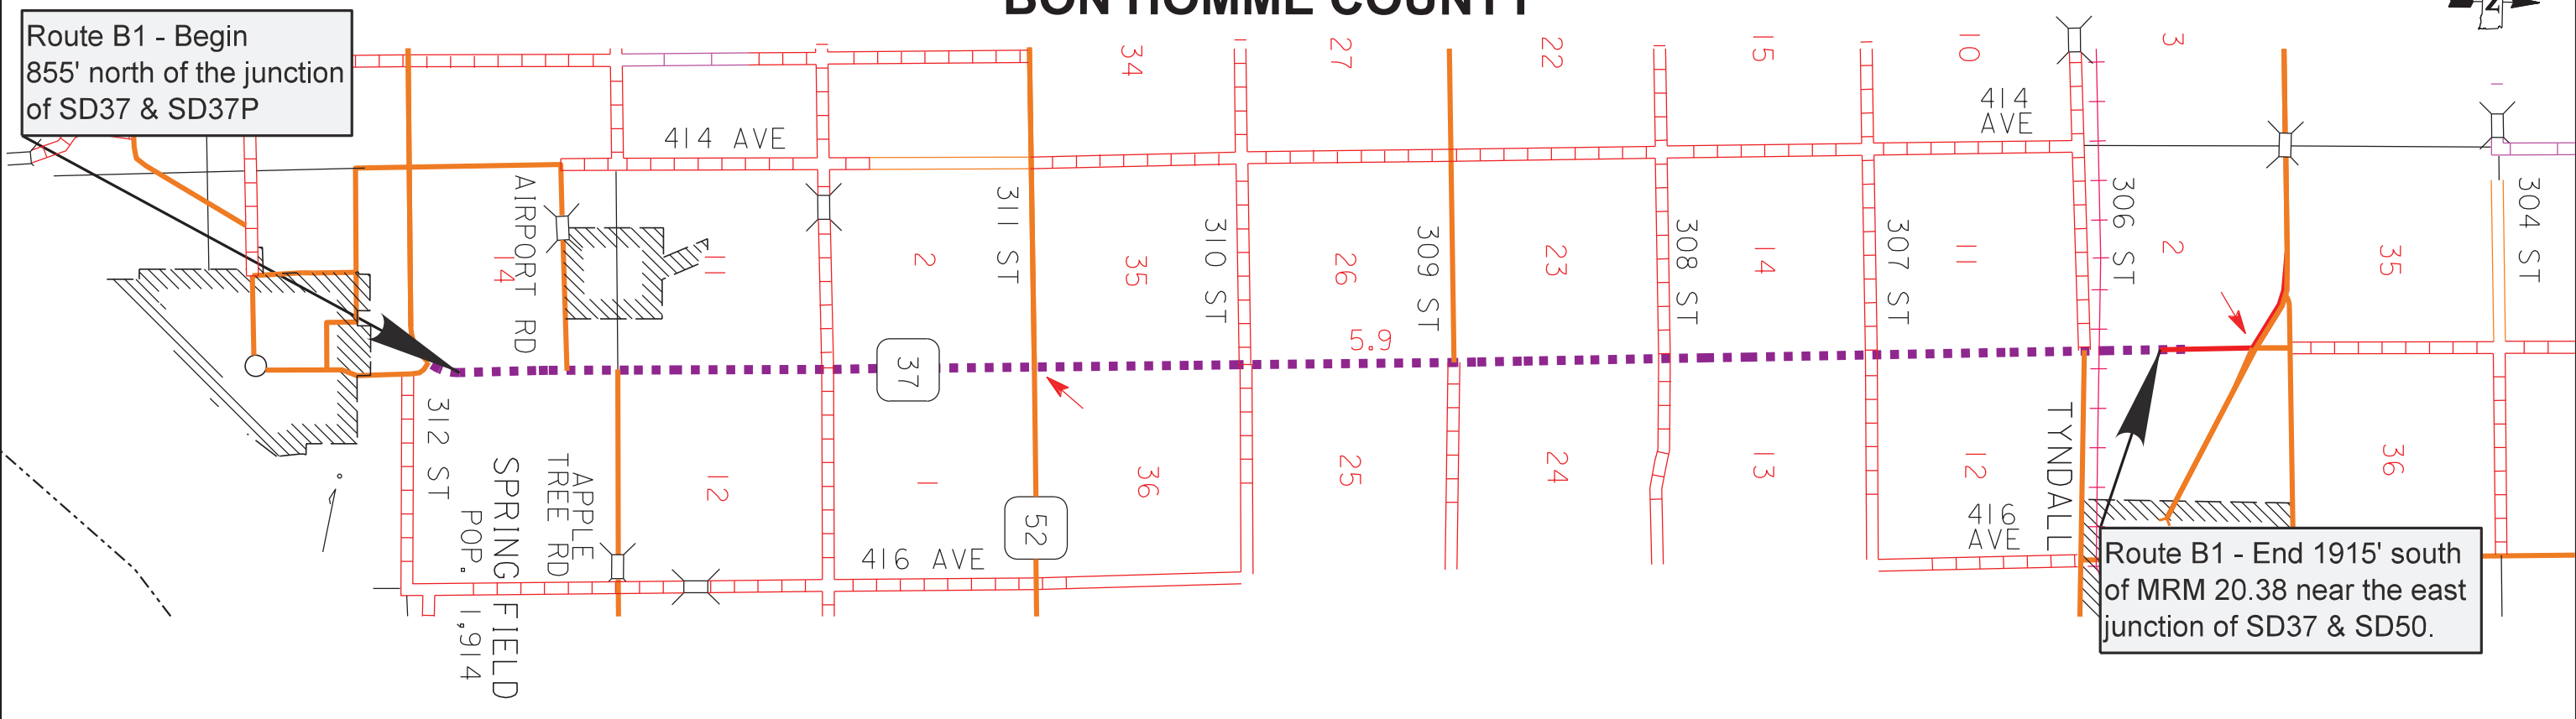 BON HOMME COUNTY
N
Route B1 - Begin
855' north of the junction
of SD37 & SD37P
34
27
22
15
10
3
414 AVE
414
AVE
AIRPORT RD
14
11
2
311 ST
35
310 ST
26
309 ST
23
308 ST
14
307 ST
11
306 ST
2
35
304 ST
5.9
37
312 ST
SPRINGFIELD
POP. 1,914
APPLE
TREE RD
12
1
52
36
25
24
13
12
TYNDALL
36
416 AVE
416
AVE
Route B1 - End 1915' south
of MRM 20.38 near the east
junction of SD37 & SD50.